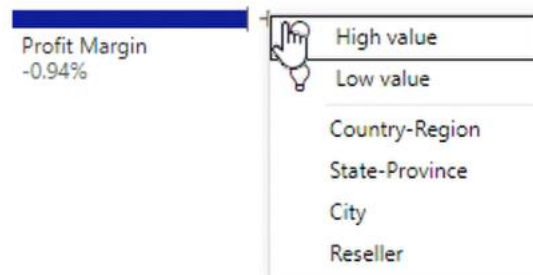 Profit Margin
-0.94%
High value
Low value
Country-Region
State-Province
City
Reseller